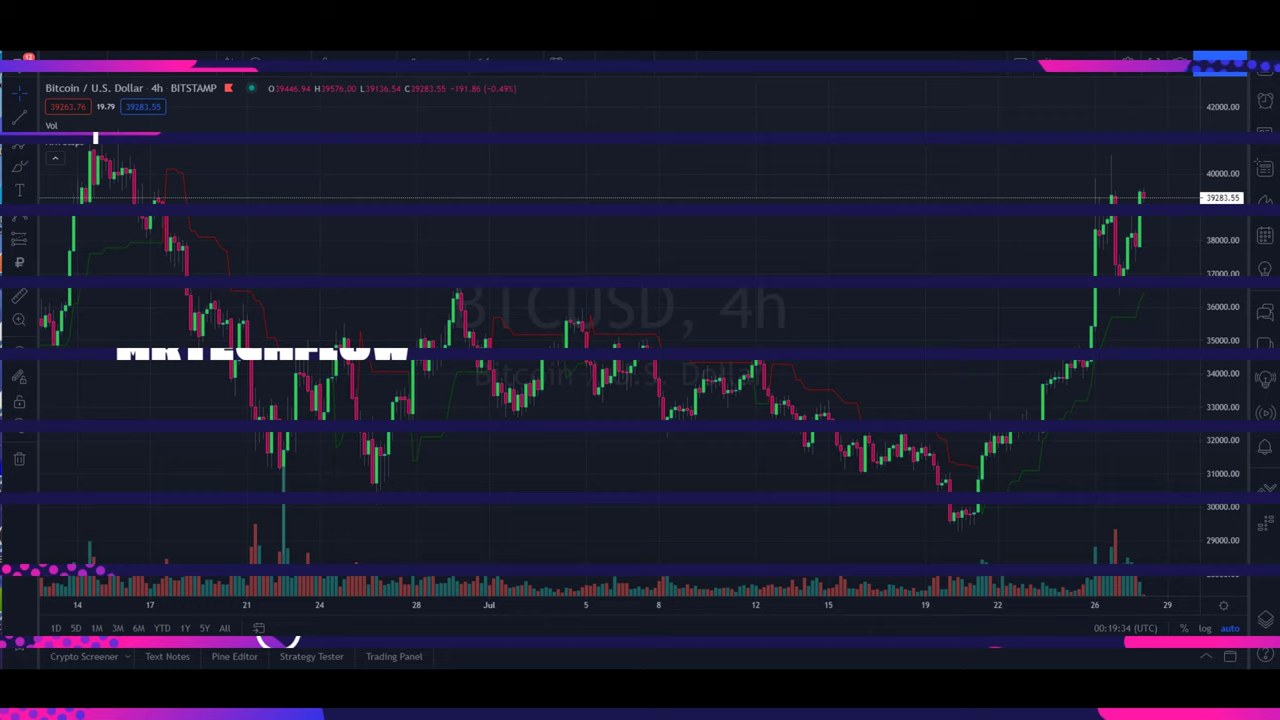 12
Bitcoin / U.S. Dollar 4h BITSTAMP O39446.94 H39576.00 L39136.54 C39283.55 −191.86 (−0.49%)
39263.76 19.79 39283.55
Vol
42000.00
40000.00
39283.55
38000.00
37000.00
36000.00
35000.00
34000.00
33000.00
32000.00
31000.00
30000.00
29000.00
BTCUSD, 4h
Bitcoin / U.S. Dollar
14 17 21 24 28 Jul 5 8 12 15 19 22 26 29
1D 5D 1M 3M 6M YTD 1Y 5Y All 00:19:34 (UTC) % log auto
Crypto Screener Text Notes Pine Editor Strategy Tester Trading Panel